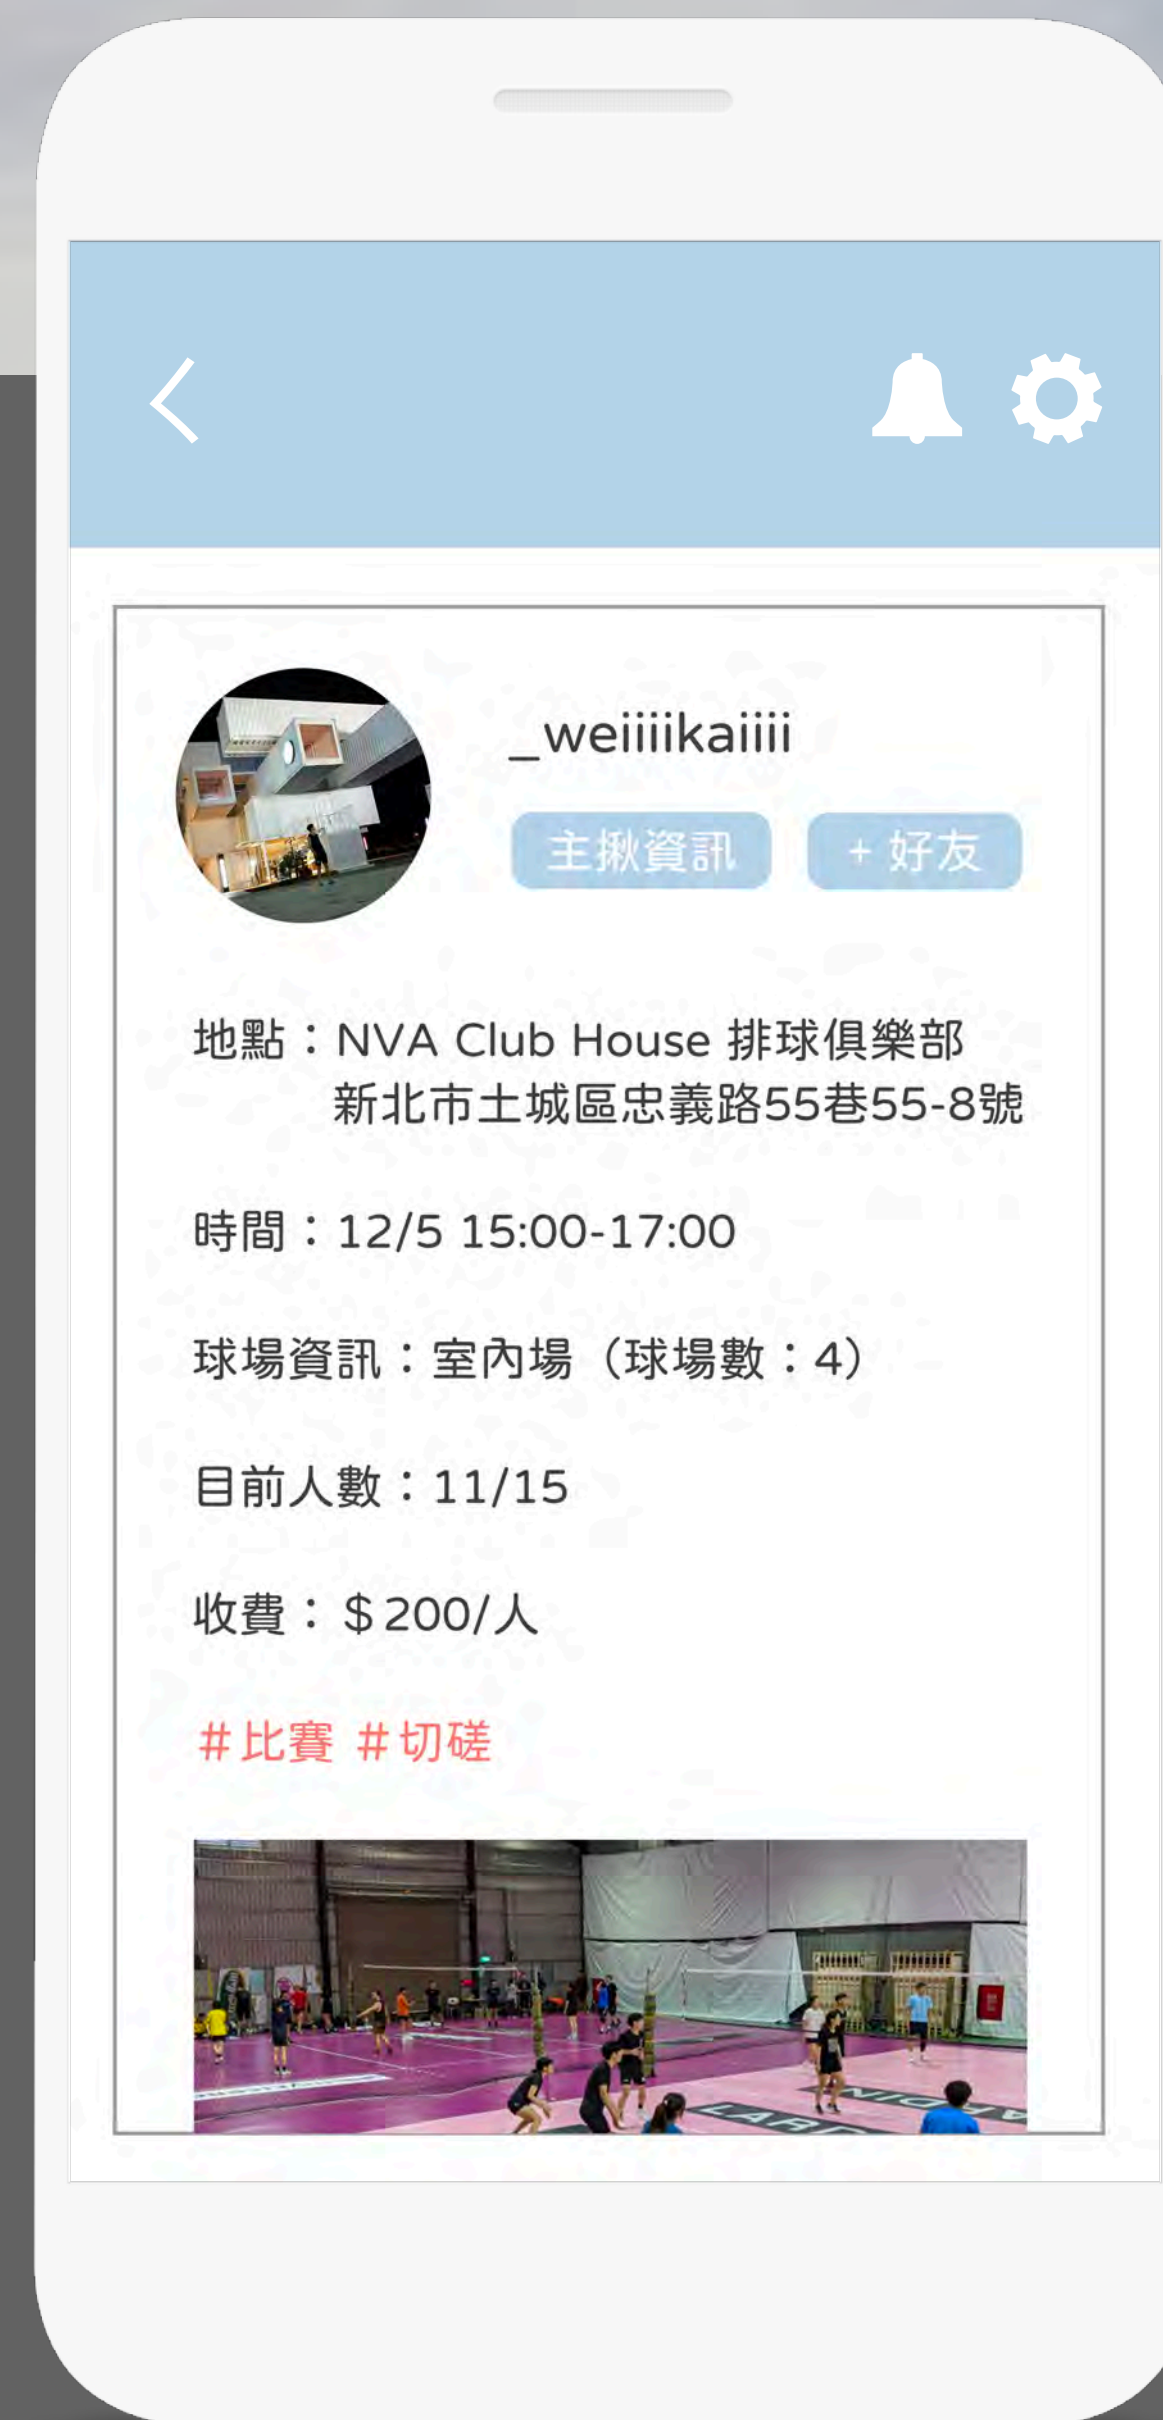 _weiiiikaiiii
主揪資訊
+ 好友
地點：NVA Club House 排球俱樂部
新北市土城區忠義路55巷55-8號
時間：12/5 15:00-17:00
球場資訊：室內場（球場數：4）
目前人數：11/15
收費：＄200/人
＃比賽 ＃切磋